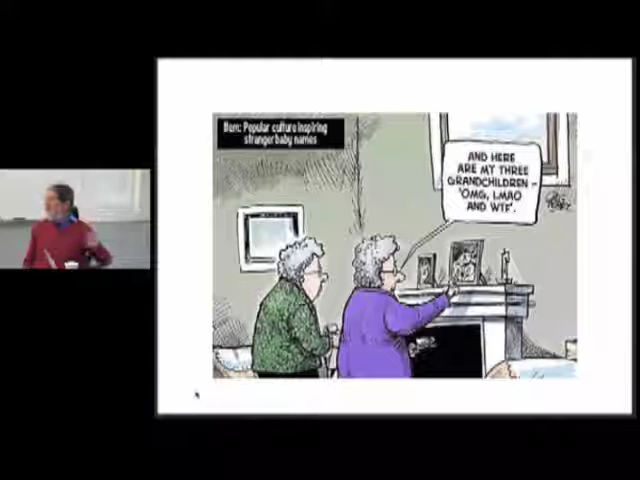 Item: Popular culture inspiring
stranger baby names
AND HERE
ARE MY THREE
GRANDCHILDREN -
'OMG, LMAO
AND WTF'.